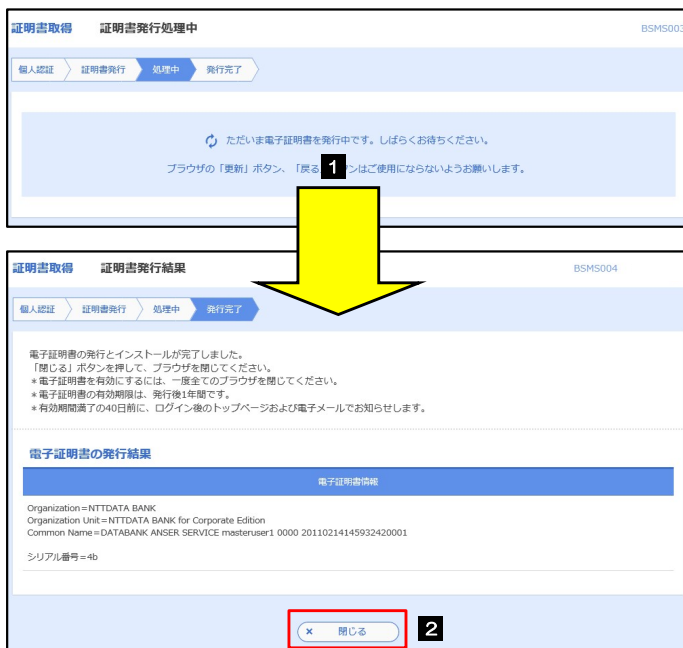 証明書取得 証明書発行処理中 BSMS003
個人認証 証明書発行 処理中 発行完了
ただいま電子証明書を発行中です。しばらくお待ちください。
ブラウザの「更新」ボタン、「戻る
ンはご使用にならないようお願いします。
1
証明書取得 証明書発行結果 BSMS004
個人認証 証明書発行 処理中 発行完了
電子証明書の発行とインストールが完了しました。
「閉じる」ボタンを押して、ブラウザを閉じてください。
*電子証明書を有効にするには、一度全てのブラウザを閉じてください。
*電子証明書の有効期限は、発行後1年間です。
*有効期間満了の40日前に、ログイン後のトップページおよび電子メールでお知らせします。
電子証明書の発行結果
電子証明書情報
Organization=NTTDATA BANK
Organization Unit=NTTDATA BANK for Corporate Edition
Common Name=DATABANK ANSER SERVICE masteruser1 0000 20110214145932420001
シリアル番号=4b
× 閉じる 2